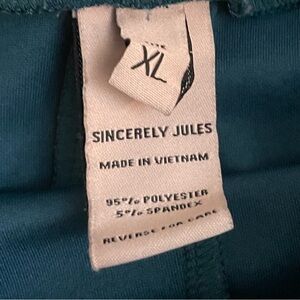 XL
SINCERELY JULES
MADE IN VIETNAM
95% POLYESTER
5% SPANDEX
REVERSE FOR CARE